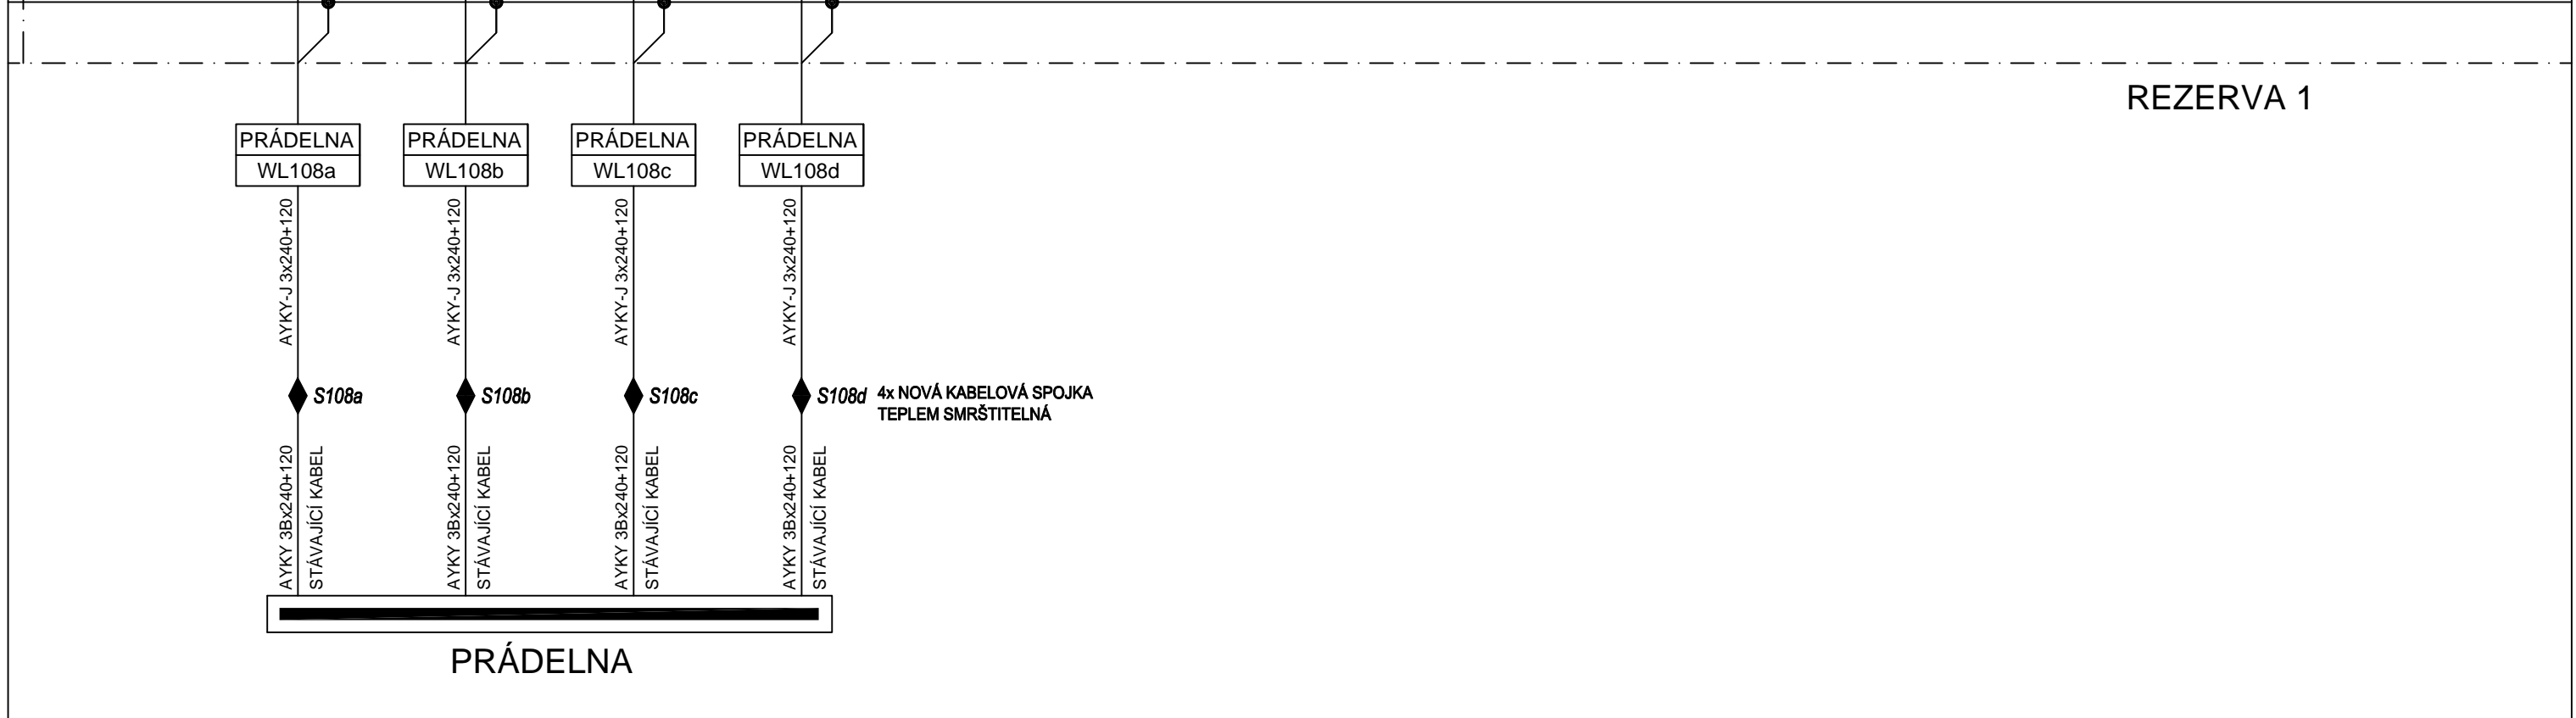 REZERVA 1
PRÁDELNA
WL108a
PRÁDELNA
WL108b
PRÁDELNA
WL108c
PRÁDELNA
WL108d
AYKY-J 3x240+120
AYKY-J 3x240+120
AYKY-J 3x240+120
AYKY-J 3x240+120
S108a
S108b
S108c
S108d
4x NOVÁ KABELOVÁ SPOJKA
TEPLEM SMRŠTITELNÁ
AYKY 3Bx240+120
STÁVAJÍCÍ KABEL
AYKY 3Bx240+120
STÁVAJÍCÍ KABEL
AYKY 3Bx240+120
STÁVAJÍCÍ KABEL
AYKY 3Bx240+120
STÁVAJÍCÍ KABEL
PRÁDELNA